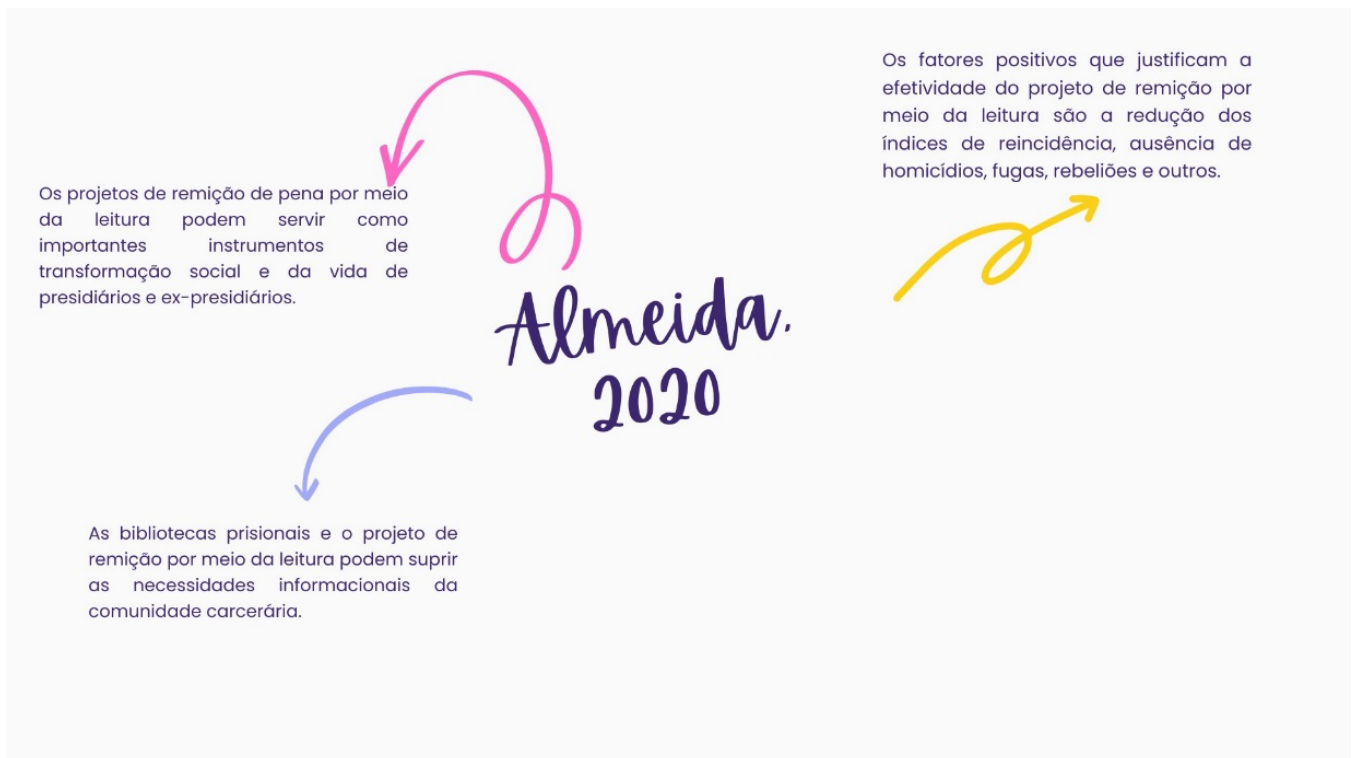 Os fatores positivos que justificam a
efetividade do projeto de remição por
meio da leitura são a redução dos
índices de reincidência, ausência de
homicídios, fugas, rebeliões e outros.
Os projetos de remição de pena por meio
da leitura podem servir como
importantes instrumentos de
transformação social e da vida de
presidiários e ex-presidiários.
Almeida,
2020
As bibliotecas prisionais e o projeto de
remição por meio da leitura podem suprir
as necessidades informacionais da
comunidade carcerária.